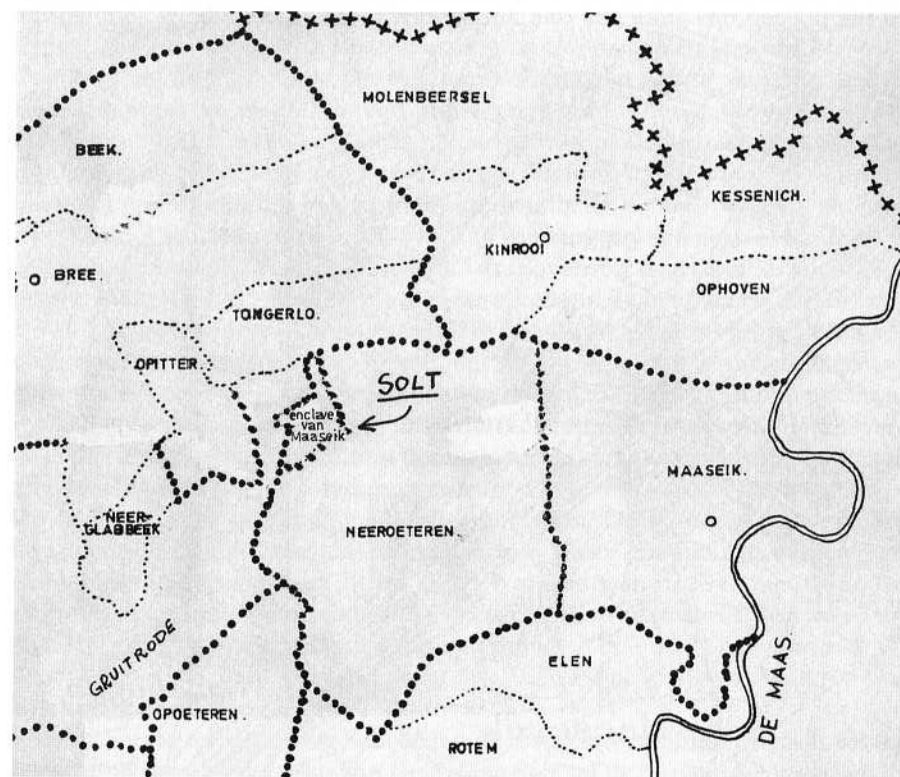 MOLENBEERSEL
BEEK.
KESSENICH.
KINROOI
BREE
OPHOVEN
TONGERLO.
OPITTER
SOLT
enclave
van
Maaseik
MAASEIK.
NEER-
GLABBEEK
NEEROETEREN.
GRUITRODE
ELEN
DE MAAS.
OPOETEREN.
ROTEM